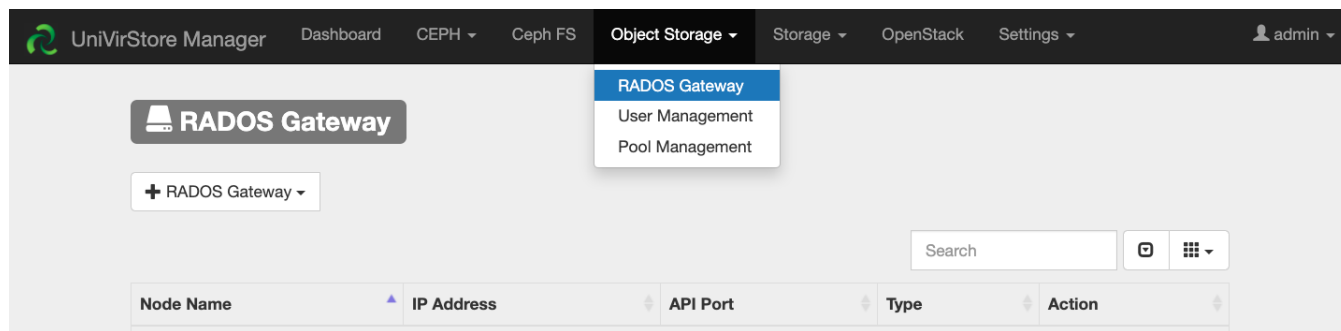 UniVirStore Manager Dashboard CEPH Ceph FS Object Storage Storage OpenStack Settings admin
RADOS Gateway
User Management
Pool Management
RADOS Gateway
RADOS Gateway
Search
Node Name IP Address API Port Type Action